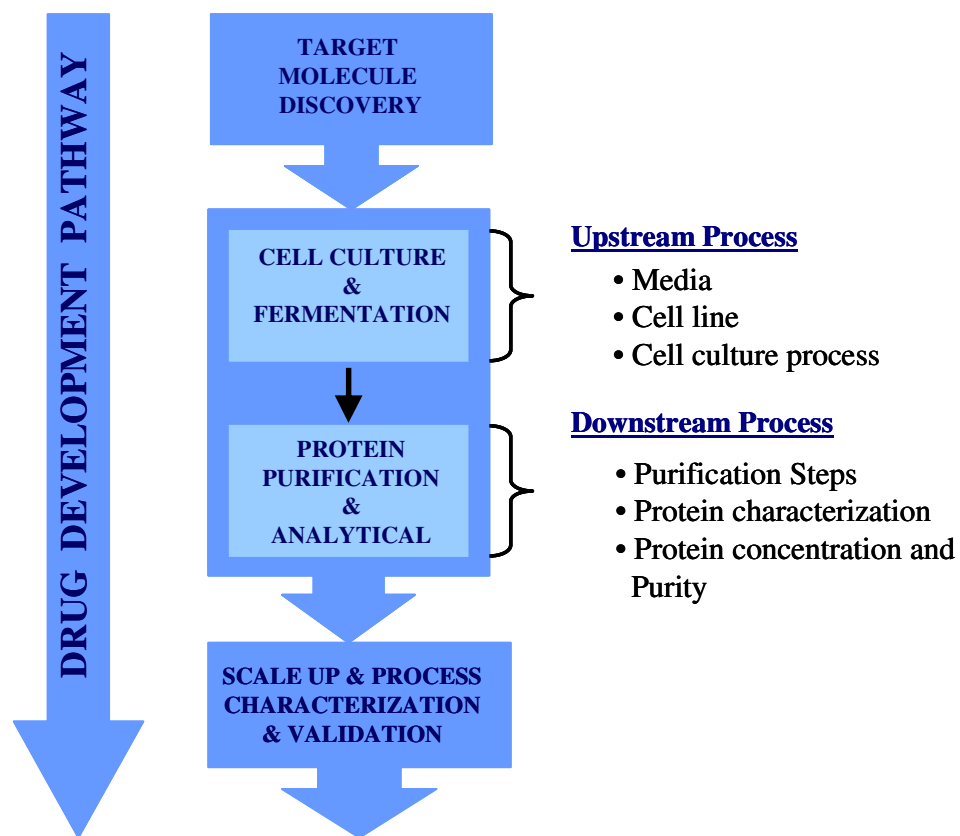 DRUG DEVELOPMENT PATHWAY
TARGET
MOLECULE
DISCOVERY
CELL CULTURE
&
FERMENTATION
Upstream Process
• Media
• Cell line
• Cell culture process
PROTEIN
PURIFICATION
&
ANALYTICAL
Downstream Process
• Purification Steps
• Protein characterization
• Protein concentration and
Purity
SCALE UP & PROCESS
CHARACTERIZATION
& VALIDATION